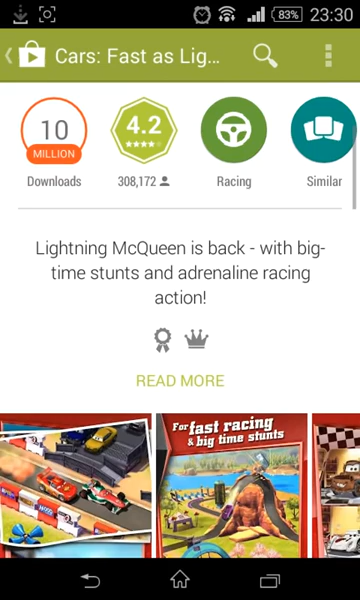 83%
23:30
Cars: Fast as Lig...
10
MILLION
4.2
Downloads
308,172
Racing
Similar
Lightning McQueen is back - with big-
time stunts and adrenaline racing
action!
READ MORE
For fast racing
& big time stunts